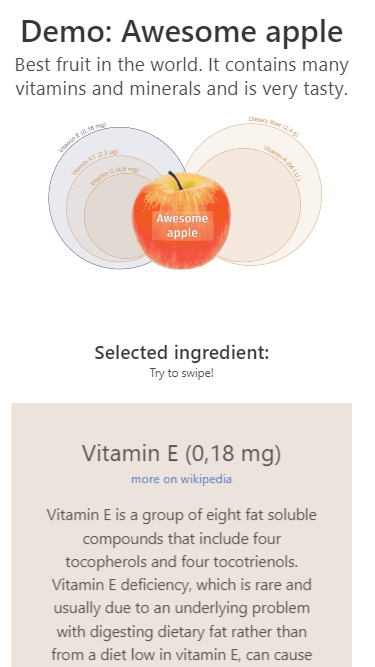 Demo: Awesome apple
Best fruit in the world. It contains many
vitamins and minerals and is very tasty.
Vitamin E (0.18 mg)
Vitamin K1 (2.2 ug)
Vitamin C (4.6 mg)
Dietary fiber (2.4 g)
Vitamin A (54 I.U.)
Awesome
apple
Selected ingredient:
Try to swipe!
Vitamin E (0,18 mg)
more on wikipedia
Vitamin E is a group of eight fat soluble
compounds that include four
tocopherols and four tocotrienols.
Vitamin E deficiency, which is rare and
usually due to an underlying problem
with digesting dietary fat rather than
from a diet low in vitamin E, can cause